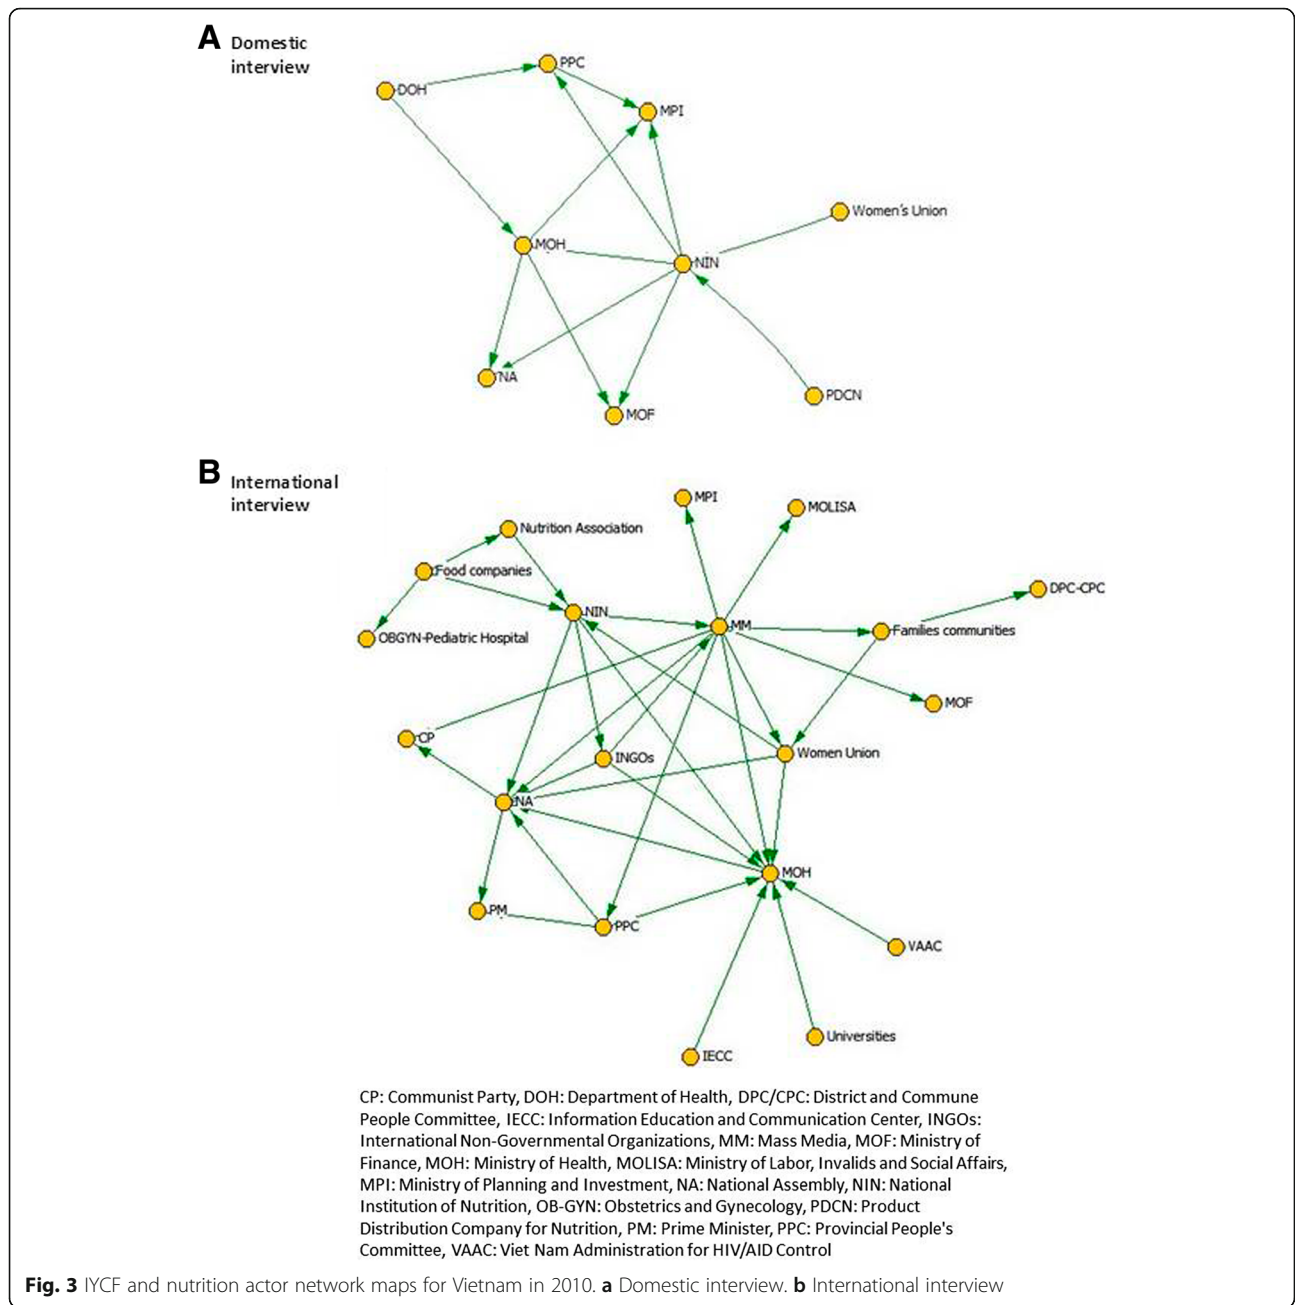 A Domestic
interview
PPC
DOH
MPI
Women's Union
MOH
NIN
NA
PDCN
MOF
B International
interview
MPI
MOLISA
Nutrition Association
Food companies
DPC-CPC
NIN
MM
Families communities
OBGYN-Pediatric Hospital
MOF
CP
INGOs
Women Union
NA
MOH
PM
PPC
VAAC
Universities
IECC
CP: Communist Party, DOH: Department of Health, DPC/CPC: District and Commune
People Committee, IECC: Information Education and Communication Center, INGOs:
International Non-Governmental Organizations, MM: Mass Media, MOF: Ministry of
Finance, MOH: Ministry of Health, MOLISA: Ministry of Labor, Invalids and Social Affairs,
MPI: Ministry of Planning and Investment, NA: National Assembly, NIN: National
Institution of Nutrition, OB-GYN: Obstetrics and Gynecology, PDCN: Product
Distribution Company for Nutrition, PM: Prime Minister, PPC: Provincial People's
Committee, VAAC: Viet Nam Administration for HIV/AID Control
Fig. 3 IYCF and nutrition actor network maps for Vietnam in 2010. a Domestic interview. b International interview